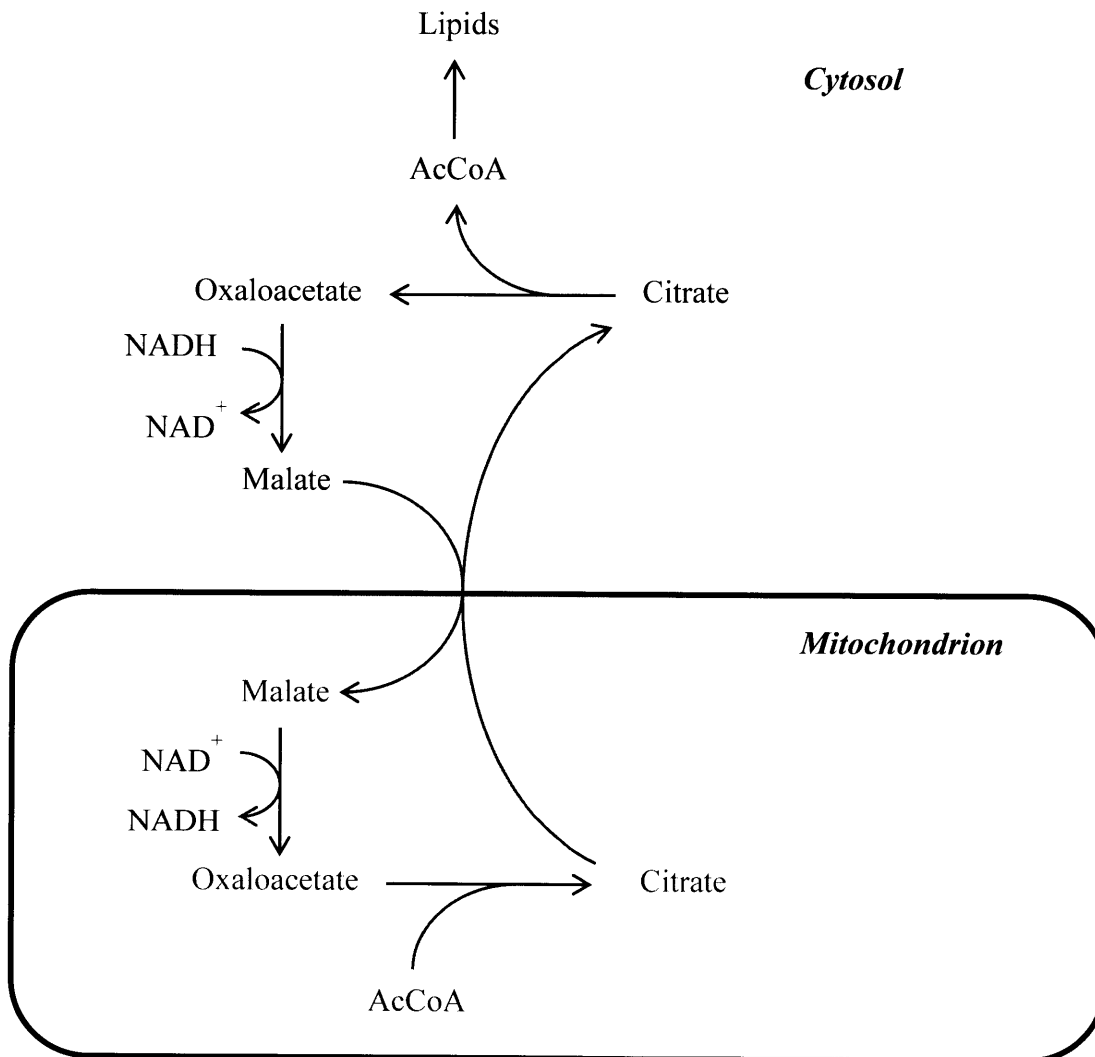 Lipids
Cytosol
AcCoA
Oxaloacetate
Citrate
NADH
NAD+
Malate
Mitochondrion
Malate
NAD+
NADH
Oxaloacetate
Citrate
AcCoA